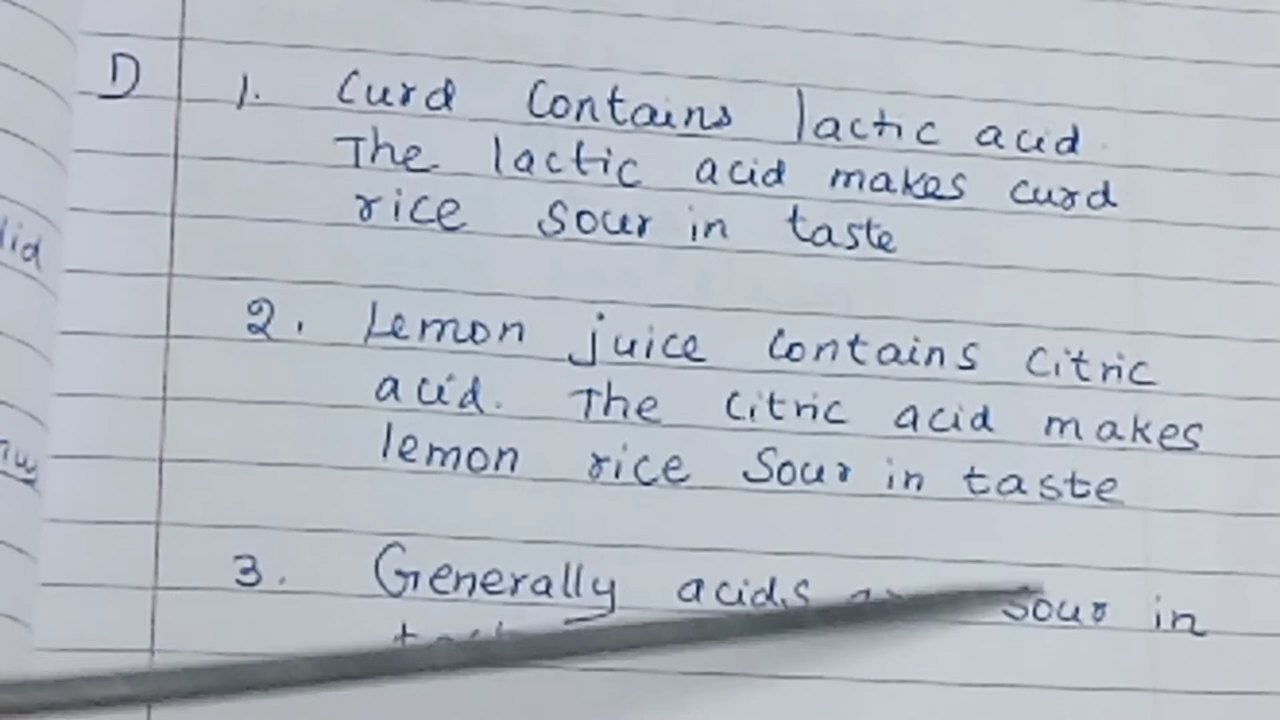 D 1. Curd Contains lactic acid.
The lactic acid makes curd
rice sour in taste
2. Lemon juice contains Citric
acid. The citric acid makes
lemon rice Sour in taste
3. Generally acids sour in
lid